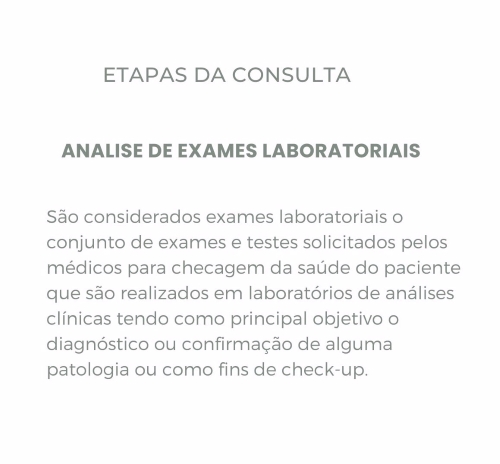 ETAPAS DA CONSULTA
ANALISE DE EXAMES LABORATORIAIS
São considerados exames laboratoriais o
conjunto de exames e testes solicitados pelos
médicos para checagem da saúde do paciente
que são realizados em laboratórios de análises
clínicas tendo como principal objetivo o
diagnóstico ou confirmação de alguma
patologia ou como fins de check-up.